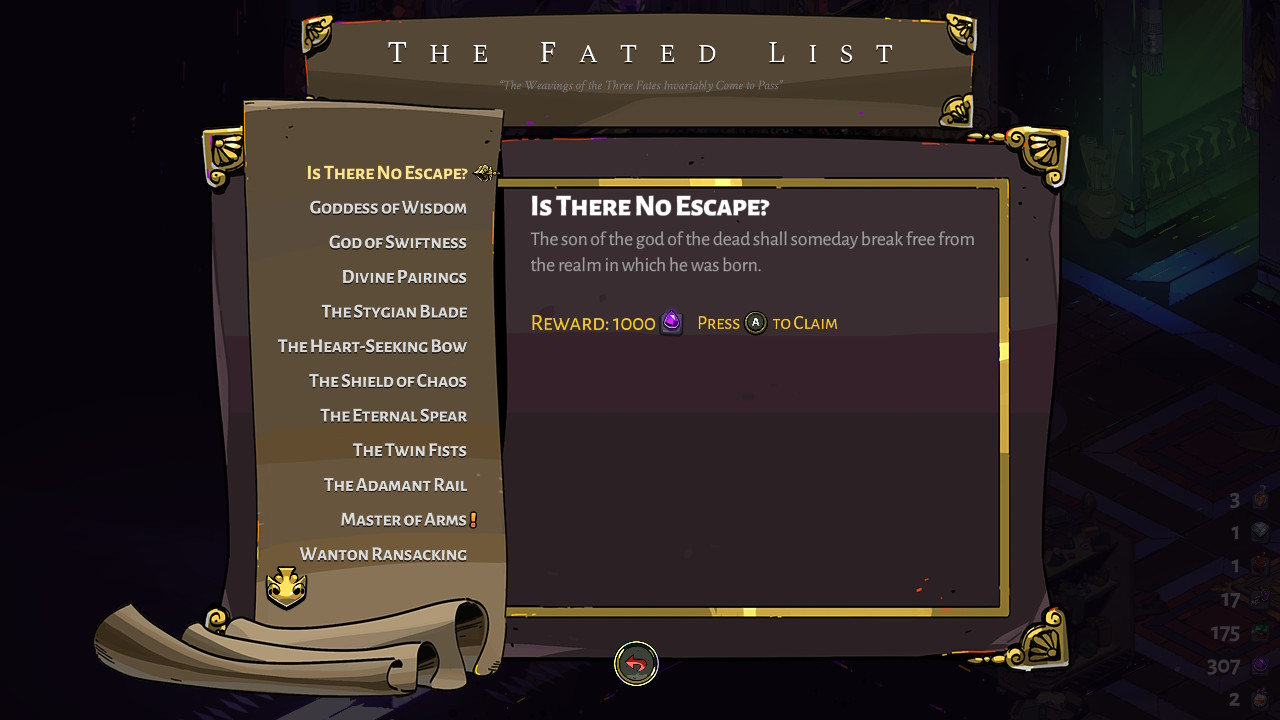 THE FATED LIST
"The Weavings of the Three Fates Invariably Come to Pass"
IS THERE NO ESCAPE?
GODDESS OF WISDOM
GOD OF SWIFTNESS
DIVINE PAIRINGS
THE STYGIAN BLADE
THE HEART-SEEKING BOW
THE SHIELD OF CHAOS
THE ETERNAL SPEAR
THE TWIN FISTS
THE ADAMANT RAIL
MASTER OF ARMS!
WANTON RANSACKING
IS THERE NO ESCAPE?
The son of the god of the dead shall someday break free from
the realm in which he was born.
REWARD: 1000 PRESS A TO CLAIM
3
1
1
17
175
307
2